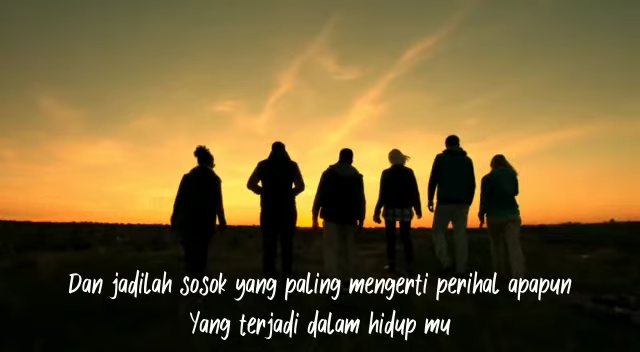 Dan jadilah sosok yang paling mengerti perihal apapun
Yang terjadi dalam hidup mu